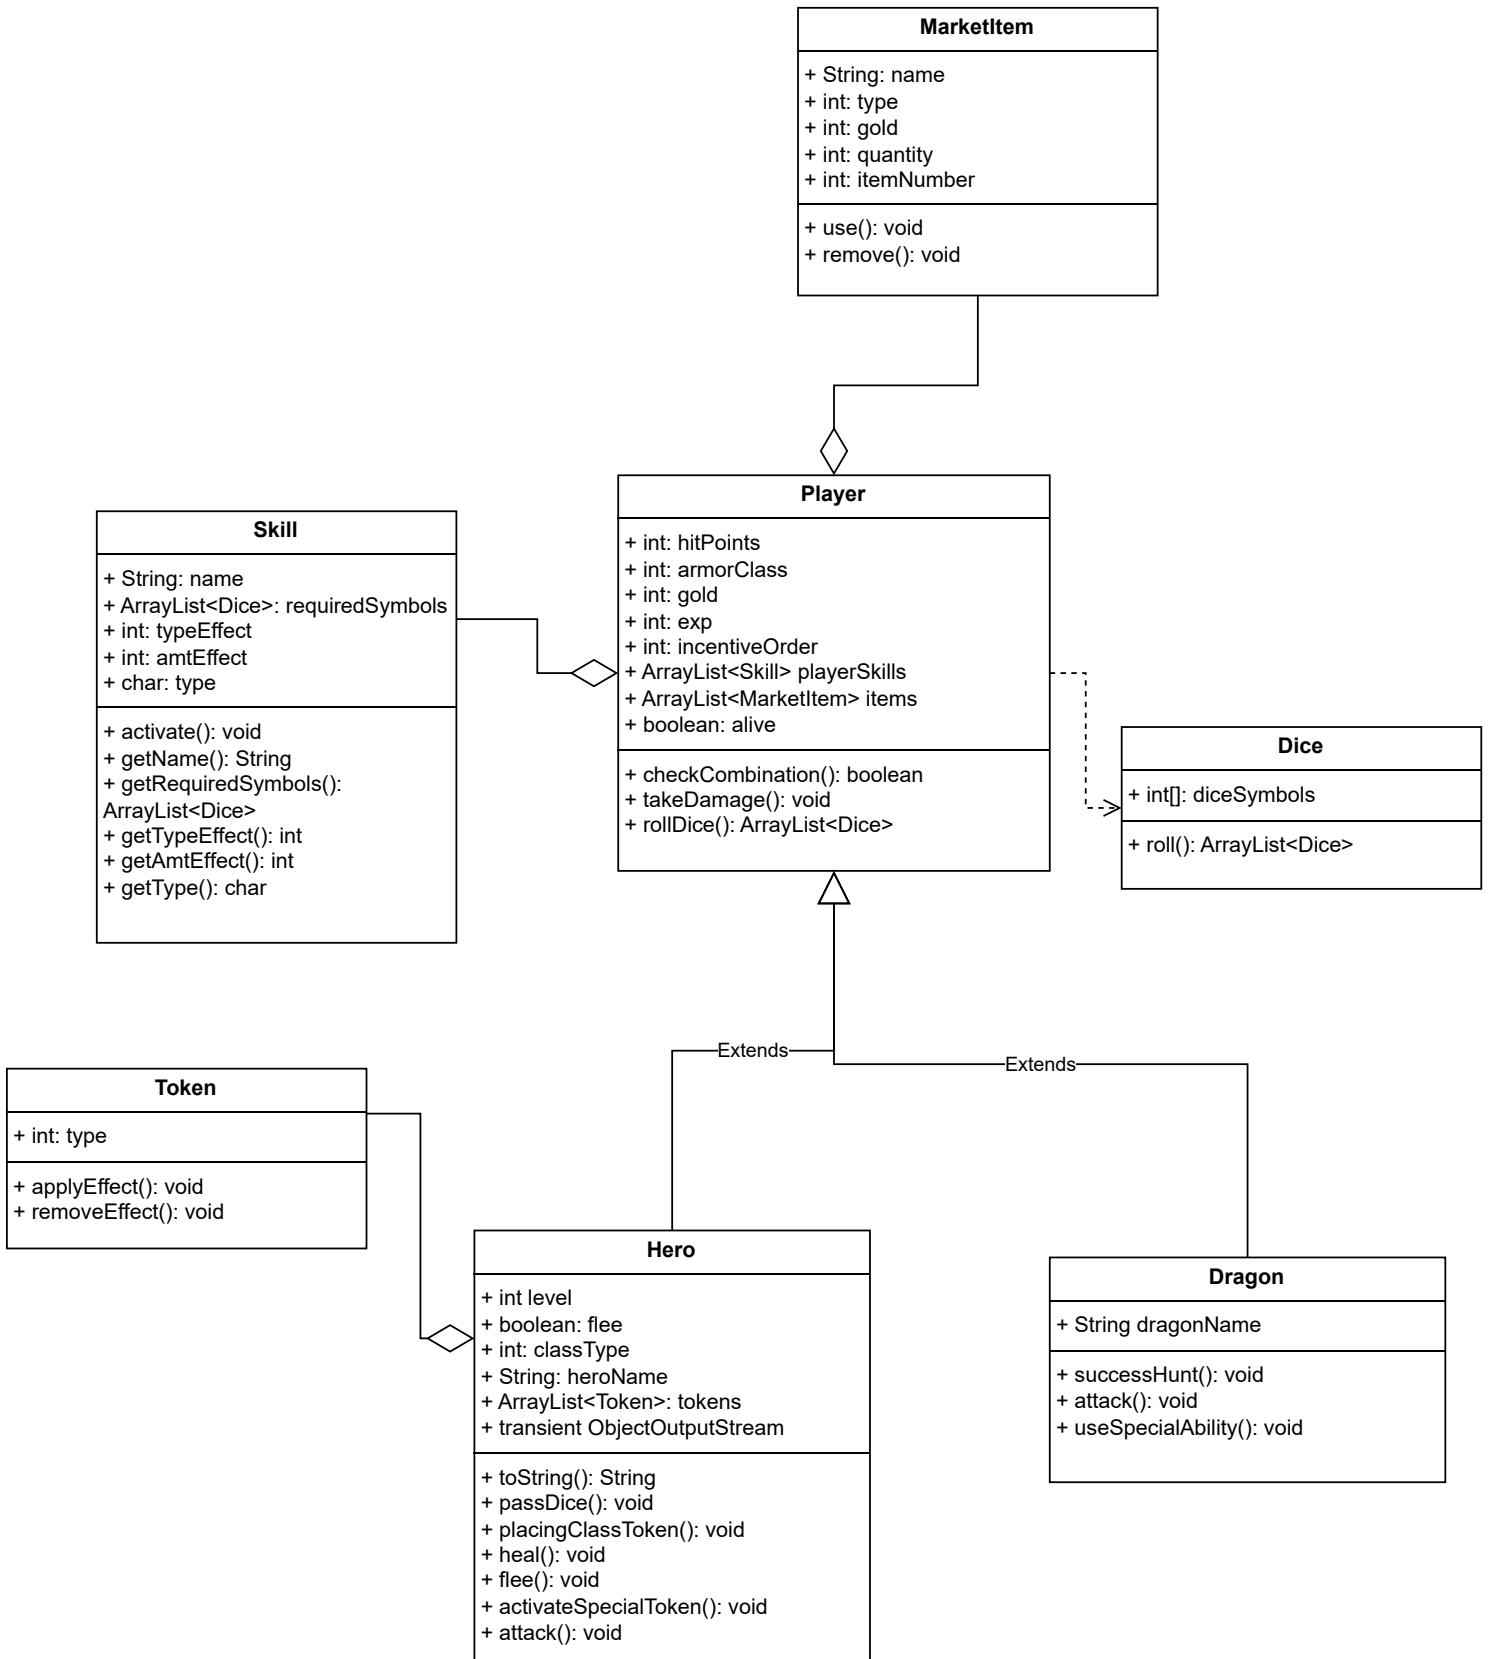 MarketItem
+ String: name
+ int: type
+ int: gold
+ int: quantity
+ int: itemNumber
+ use(): void
+ remove(): void
Player
+ int: hitPoints
+ int: armorClass
+ int: gold
+ int: exp
+ int: incentiveOrder
+ ArrayList<Skill> playerSkills
+ ArrayList<MarketItem> items
+ boolean: alive
+ checkCombination(): boolean
+ takeDamage(): void
+ rollDice(): ArrayList<Dice>
Skill
+ String: name
+ ArrayList<Dice>: requiredSymbols
+ int: typeEffect
+ int: amtEffect
+ char: type
+ activate(): void
+ getName(): String
+ getRequiredSymbols():
ArrayList<Dice>
+ getTypeEffect(): int
+ getAmtEffect(): int
+ getType(): char
Dice
+ int[]: diceSymbols
+ roll(): ArrayList<Dice>
Extends
Extends
Token
+ int: type
+ applyEffect(): void
+ removeEffect(): void
Hero
+ int level
+ boolean: flee
+ int: classType
+ String: heroName
+ ArrayList<Token>: tokens
+ transient ObjectOutputStream
+ toString(): String
+ passDice(): void
+ placingClassToken(): void
+ heal(): void
+ flee(): void
+ activateSpecialToken(): void
+ attack(): void
Dragon
+ String dragonName
+ successHunt(): void
+ attack(): void
+ useSpecialAbility(): void